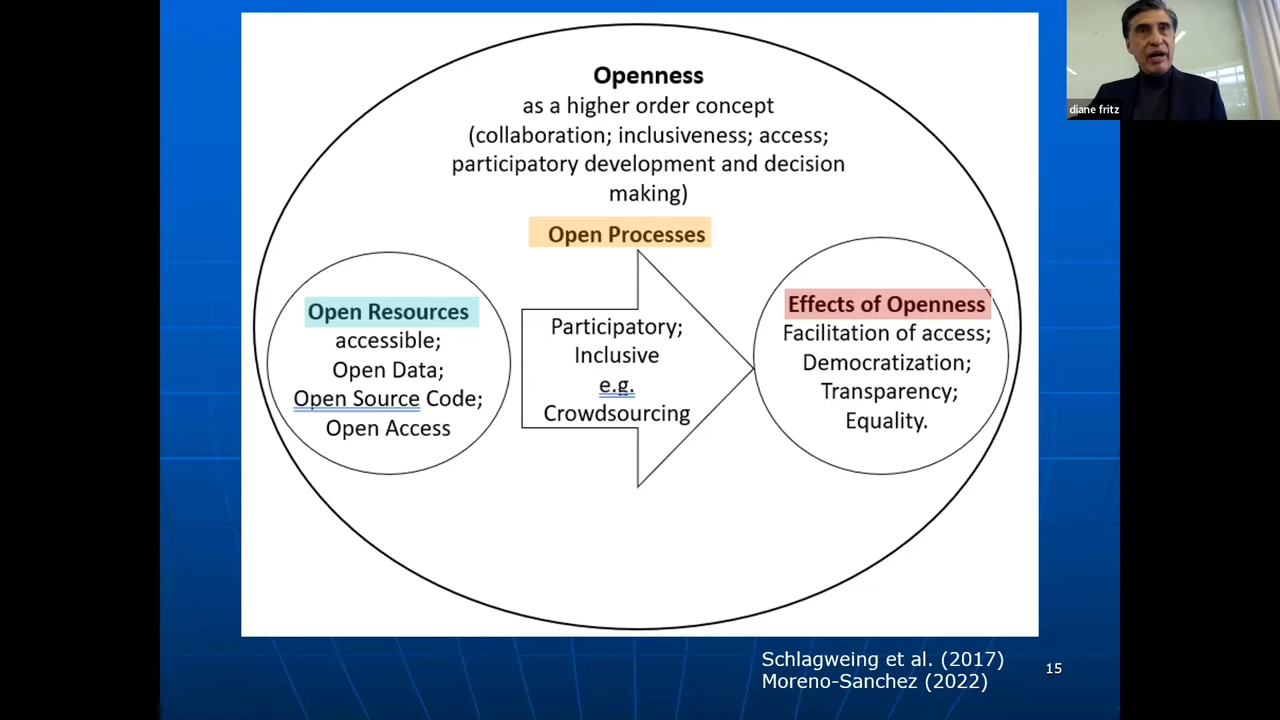 Openness
as a higher order concept
(collaboration; inclusiveness; access;
participatory development and decision
making)
Open Processes
Open Resources
accessible;
Open Data;
Open Source Code;
Open Access
Participatory;
Inclusive
e.g.
Crowdsourcing
Effects of Openness
Facilitation of access;
Democratization;
Transparency;
Equality.
Schlagweing et al. (2017)
Moreno-Sanchez (2022)
15
diane fritz